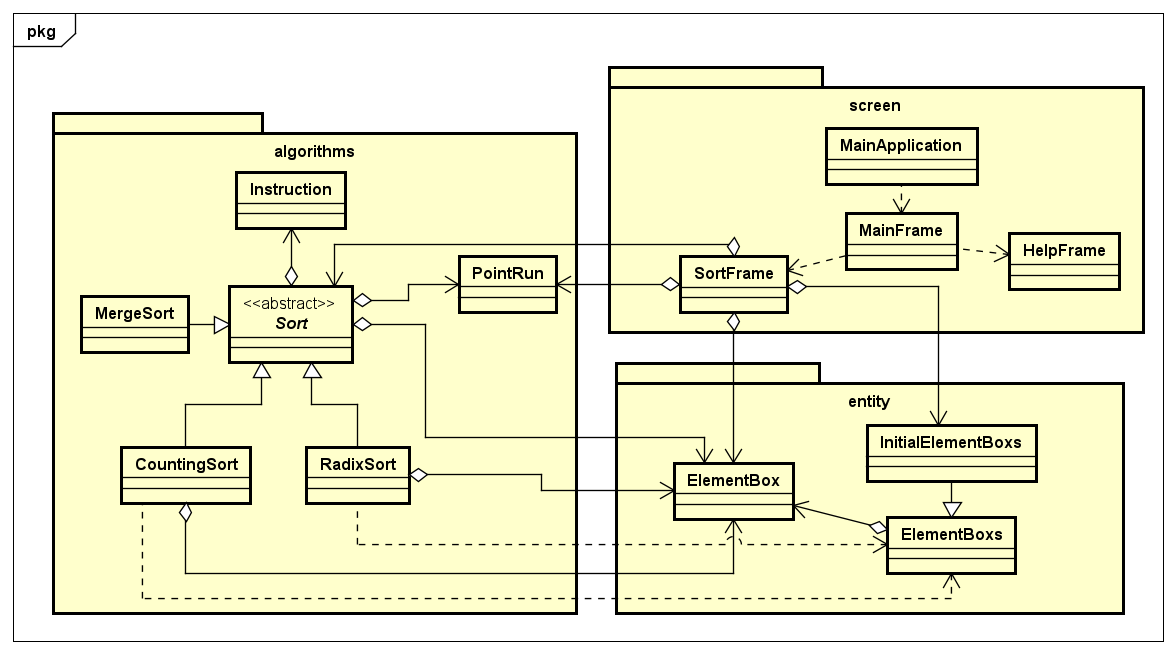 pkg
screen
MainApplication
MainFrame
HelpFrame
SortFrame
algorithms
Instruction
PointRun
MergeSort
<<abstract>>
Sort
CountingSort
RadixSort
entity
InitialElementBoxs
ElementBox
ElementBoxs